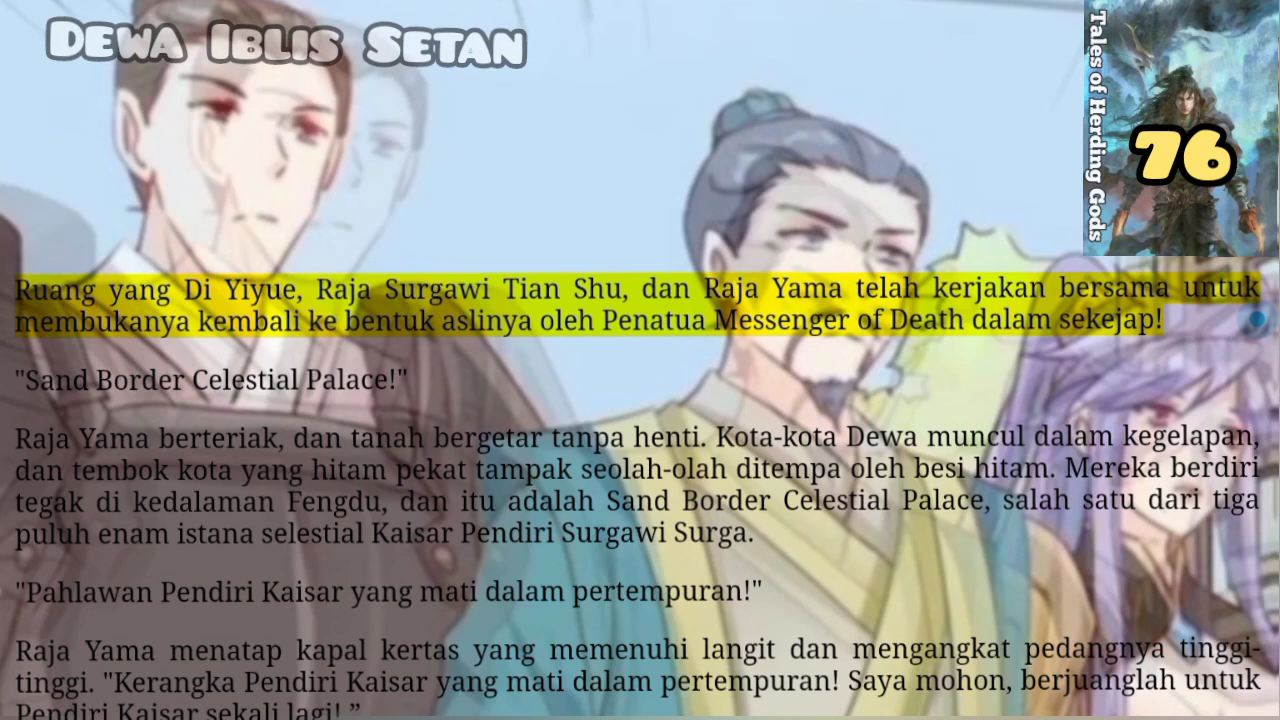 Dewa Iblis Setan
Tales of Herding Gods
76
Ruang yang Di Yiyue, Raja Surgawi Tian Shu, dan Raja Yama telah kerjakan bersama untuk
membukanya kembali ke bentuk aslinya oleh Penatua Messenger of Death dalam sekejap!
"Sand Border Celestial Palace!"
Raja Yama berteriak, dan tanah bergetar tanpa henti. Kota-kota Dewa muncul dalam kegelapan,
dan tembok kota yang hitam pekat tampak seolah-olah ditempa oleh besi hitam. Mereka berdiri
tegak di kedalaman Fengdu, dan itu adalah Sand Border Celestial Palace, salah satu dari tiga
puluh enam istana selestial Kaisar Pendiri Surgawi Surga.
"Pahlawan Pendiri Kaisar yang mati dalam pertempuran!"
Raja Yama menatap kapal kertas yang memenuhi langit dan mengangkat pedangnya tinggi-
tinggi. "Kerangka Pendiri Kaisar yang mati dalam pertempuran! Saya mohon, berjuanglah untuk
Pendiri Kaisar sekali lagi! ”